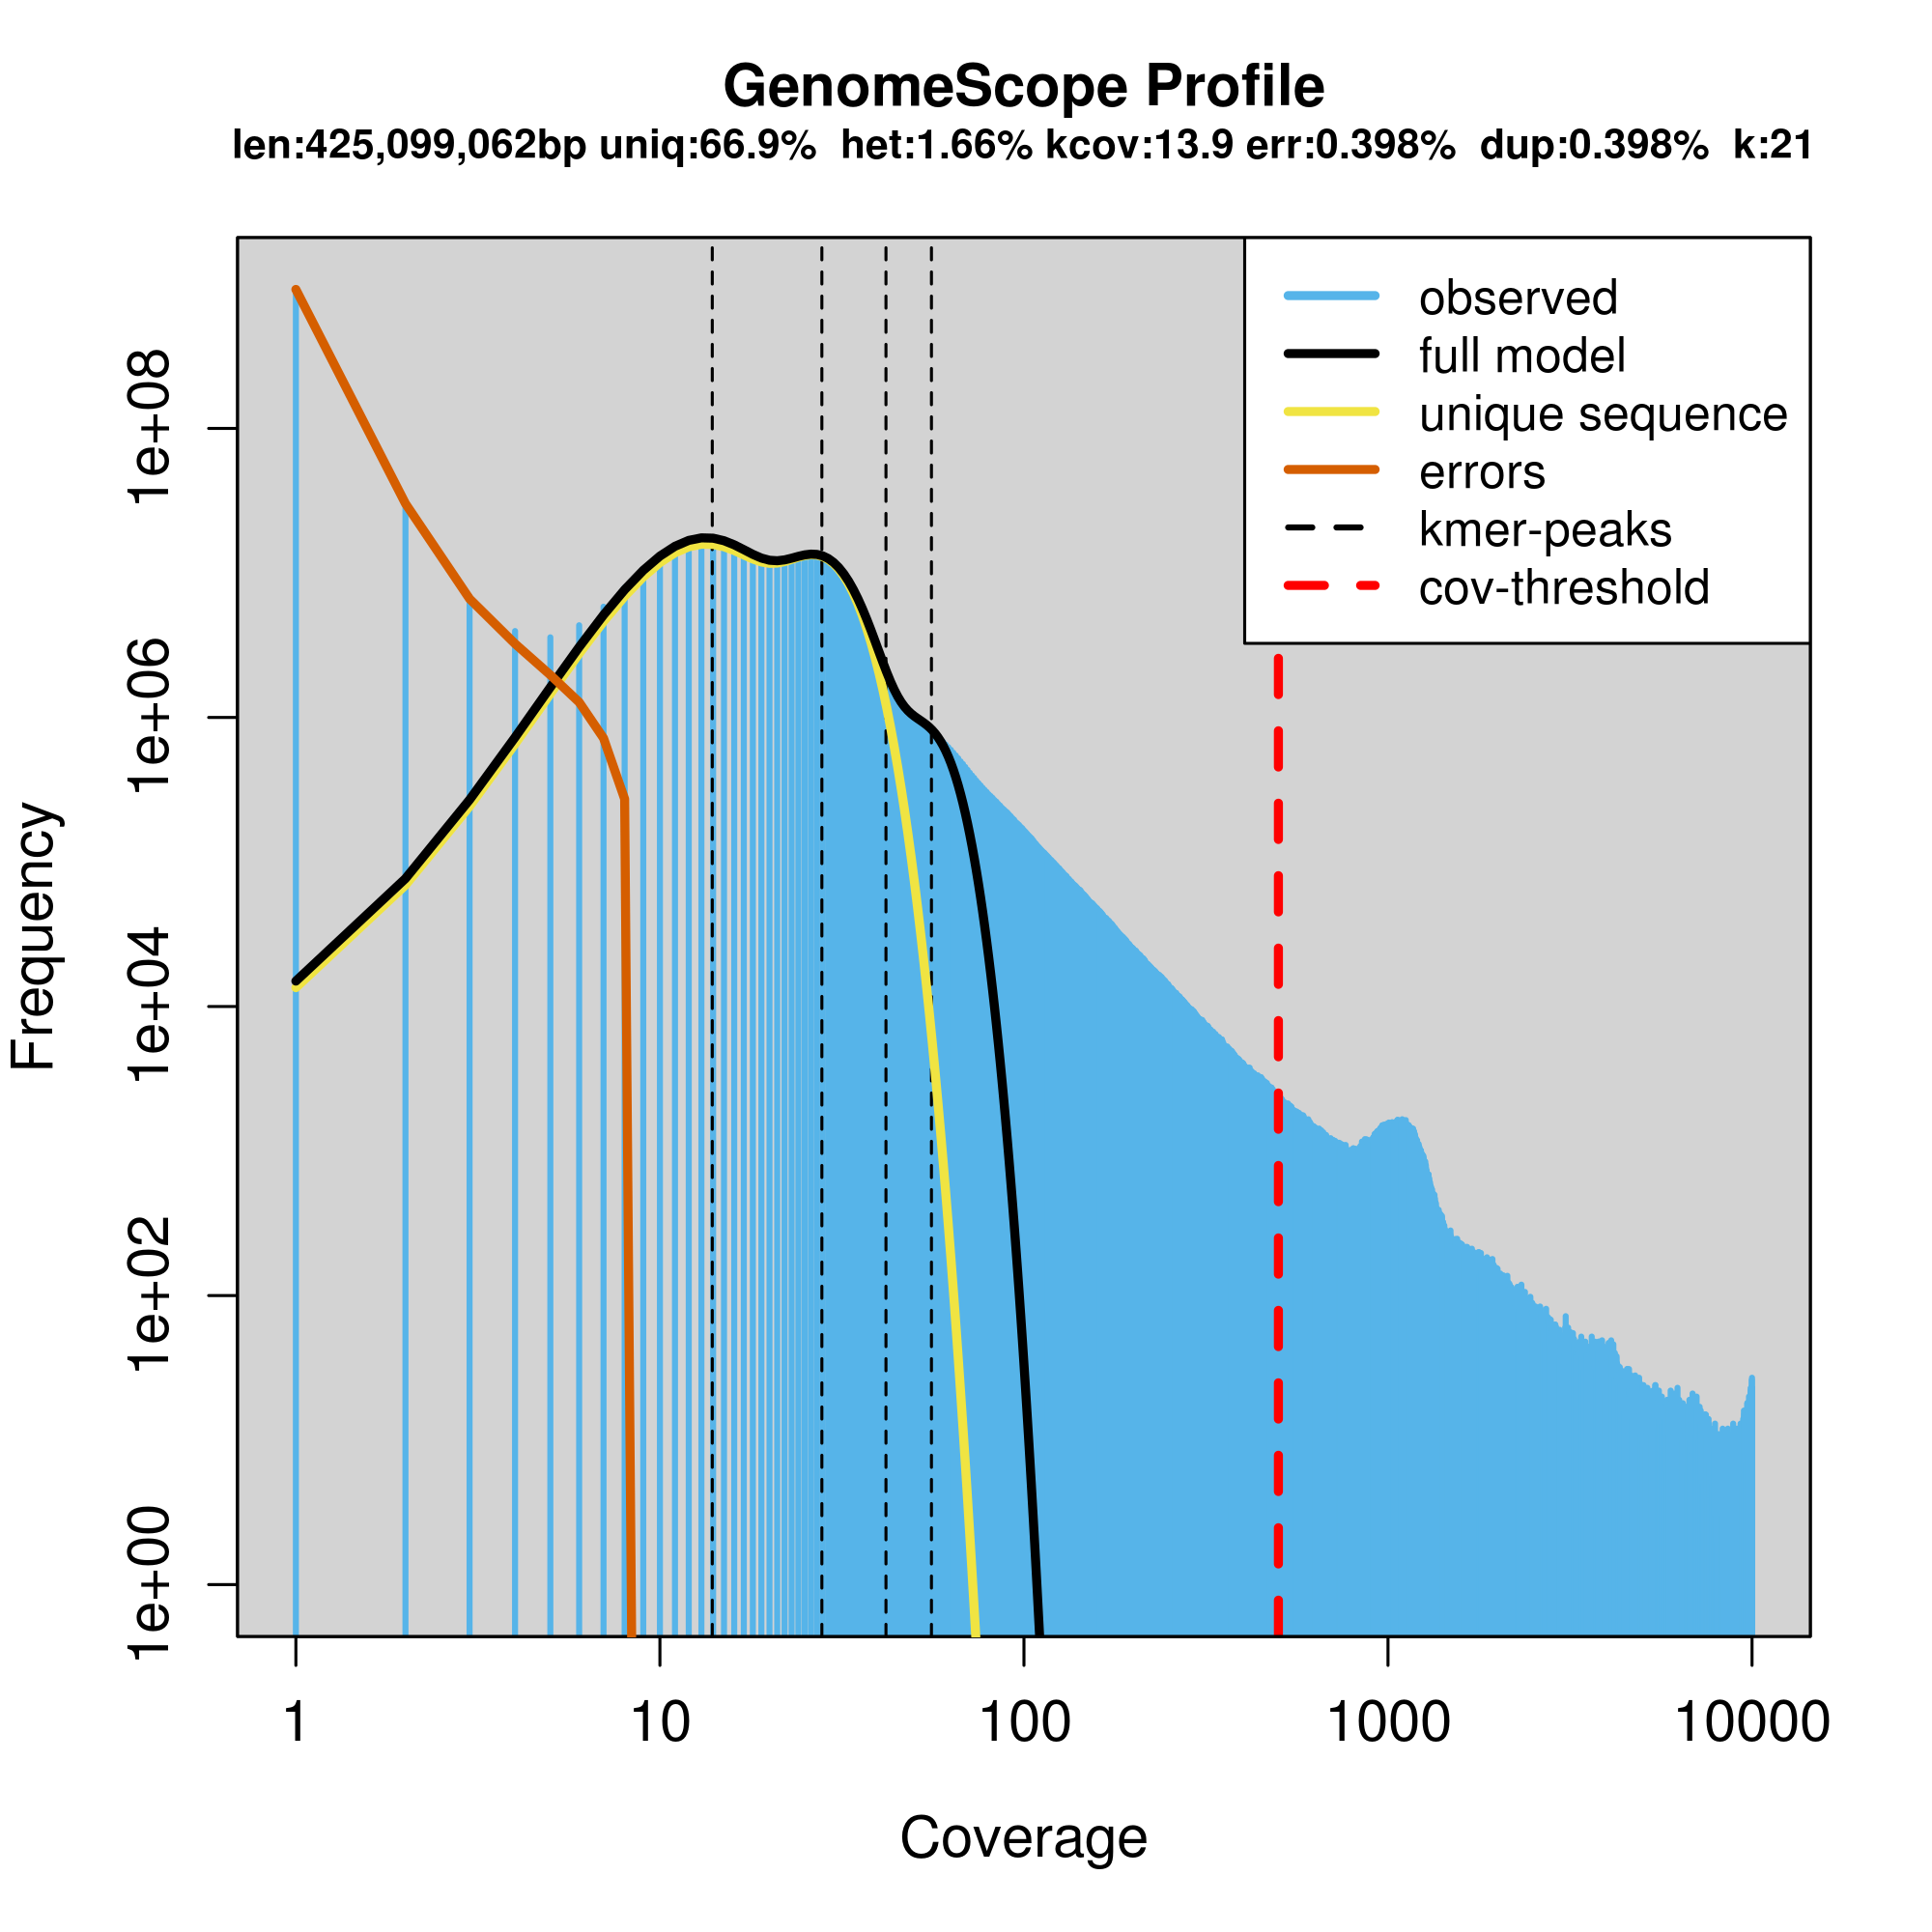 GenomeScope Profile
len:425,099,062bp uniq:66.9% het:1.66% kcov:13.9 err:0.398% dup:0.398% k:21
observed
full model
unique sequence
errors
kmer-peaks
cov-threshold
Frequency
1e+08
1e+06
1e+04
1e+02
1e+00
1 10 100 1000 10000
Coverage